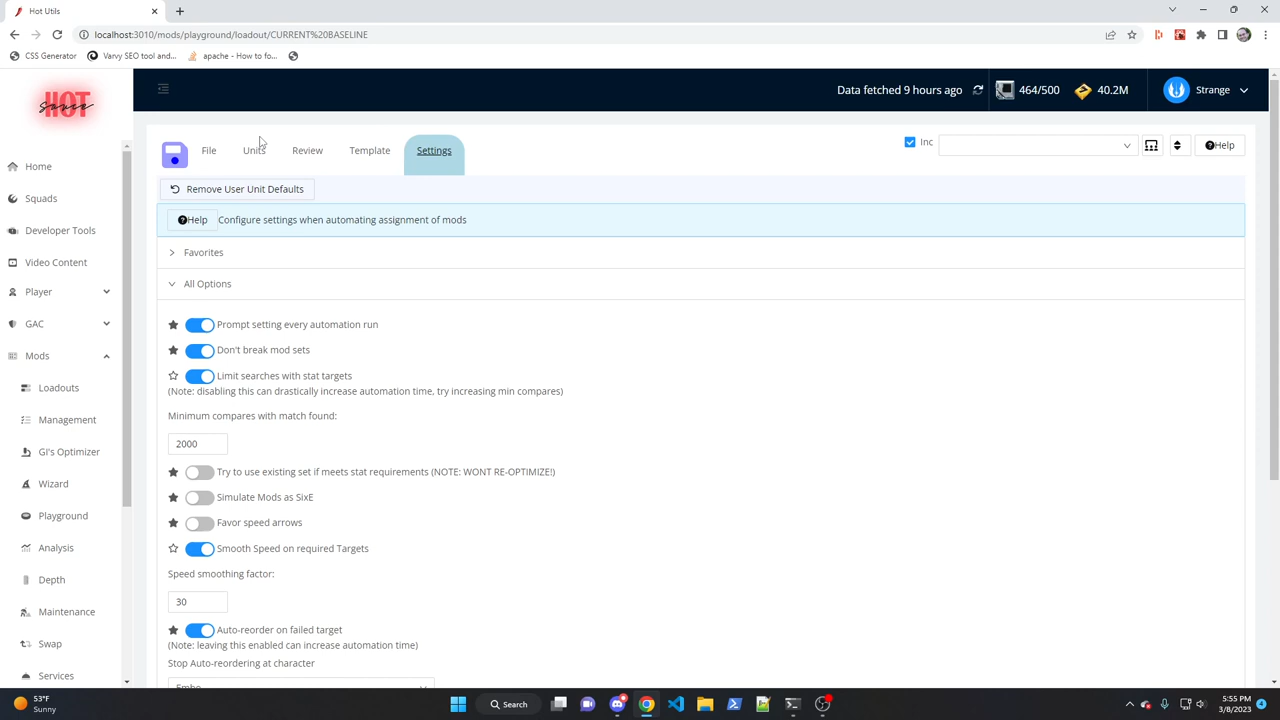 Hot Utils
localhost:3010/mods/playground/loadout/CURRENT%20BASELINE
CSS Generator
Varvy SEO tool and...
apache - How to fo...
HOT
sauce
Data fetched 9 hours ago
464/500
40.2M
Strange
Home
Squads
Developer Tools
Video Content
Player
GAC
Mods
Loadouts
Management
GI's Optimizer
Wizard
Playground
Analysis
Depth
Maintenance
Swap
Services
File
Units
Review
Template
Settings
Inc
Help
Remove User Unit Defaults
Help Configure settings when automating assignment of mods
Favorites
All Options
Prompt setting every automation run
Don't break mod sets
Limit searches with stat targets
(Note: disabling this can drastically increase automation time, try increasing min compares)
Minimum compares with match found:
2000
Try to use existing set if meets stat requirements (NOTE: WONT RE-OPTIMIZE!)
Simulate Mods as SixE
Favor speed arrows
Smooth Speed on required Targets
Speed smoothing factor:
30
Auto-reorder on failed target
(Note: leaving this enabled can increase automation time)
Stop Auto-reordering at character
Embo
53°F
Sunny
Search
5:55 PM
3/8/2023